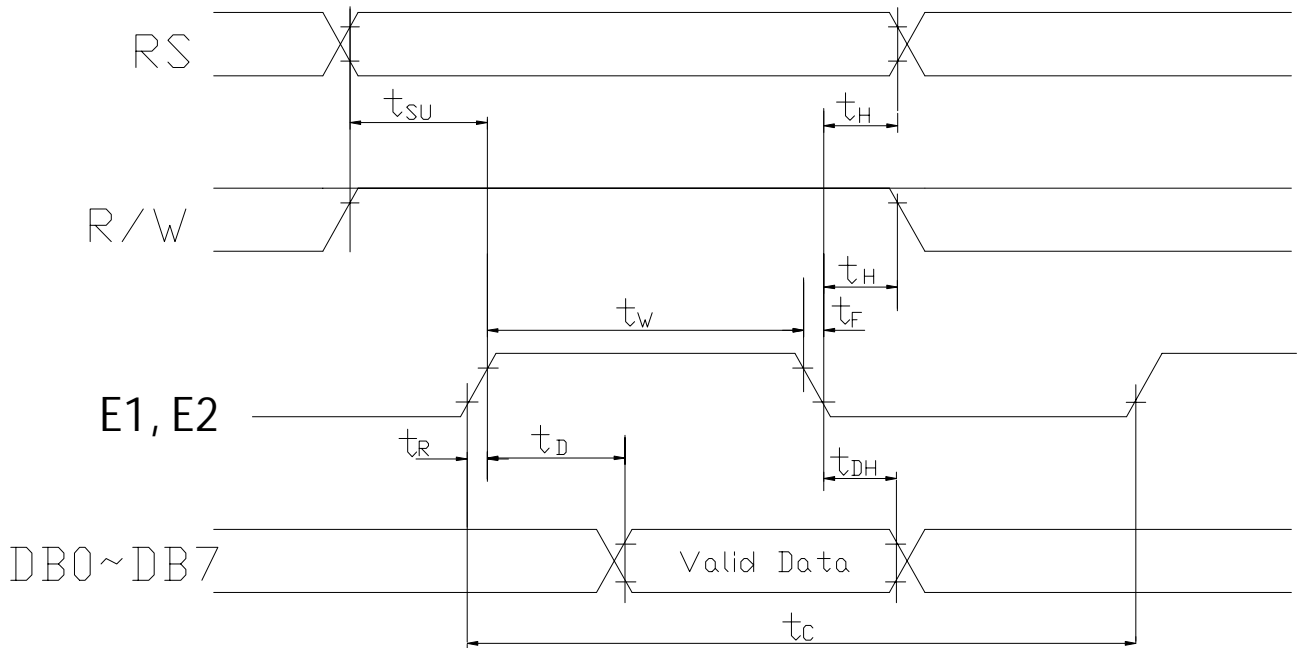 RS
tSU
tH
R/W
tH
tW
tF
E1, E2
tR
tD
tDH
DB0~DB7
Valid Data
tC